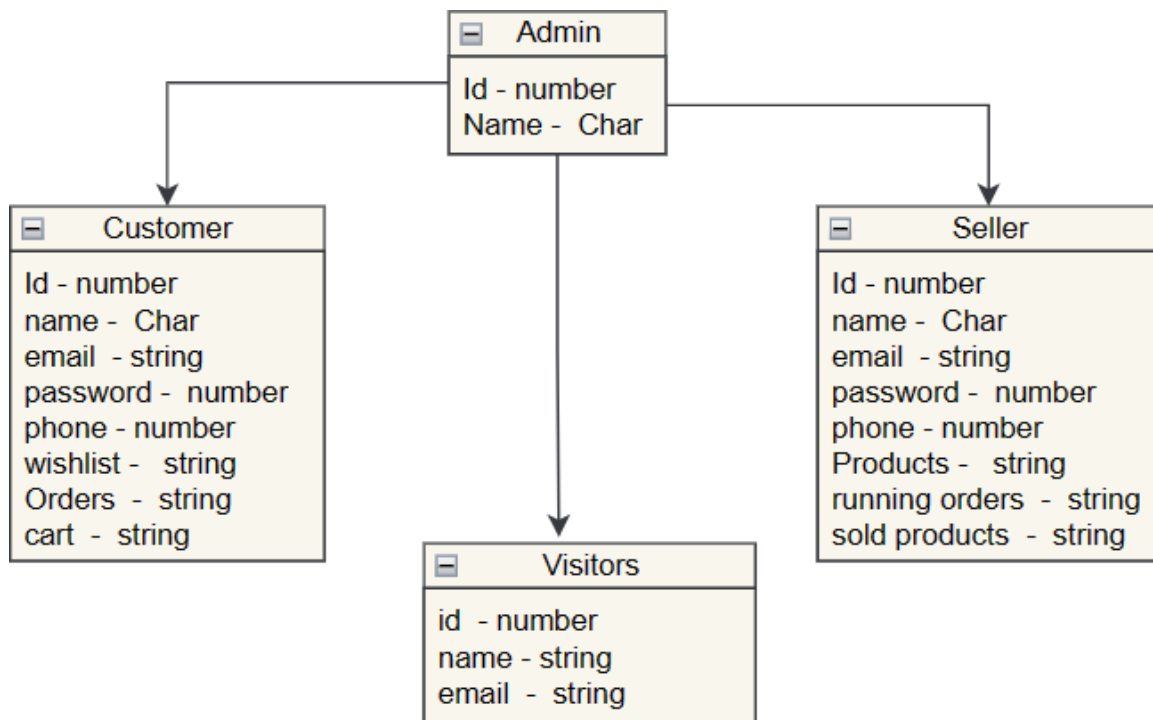 Admin
Id - number
Name -  Char
Customer
Id - number
name -  Char
email  - string
password -  number
phone - number
wishlist -   string
Orders  -  string
cart  -  string
Seller
Id - number
name -  Char
email  - string
password -  number
phone - number
Products -   string
running orders  -  string
sold products  -  string
Visitors
id  - number
name - string
email  -  string